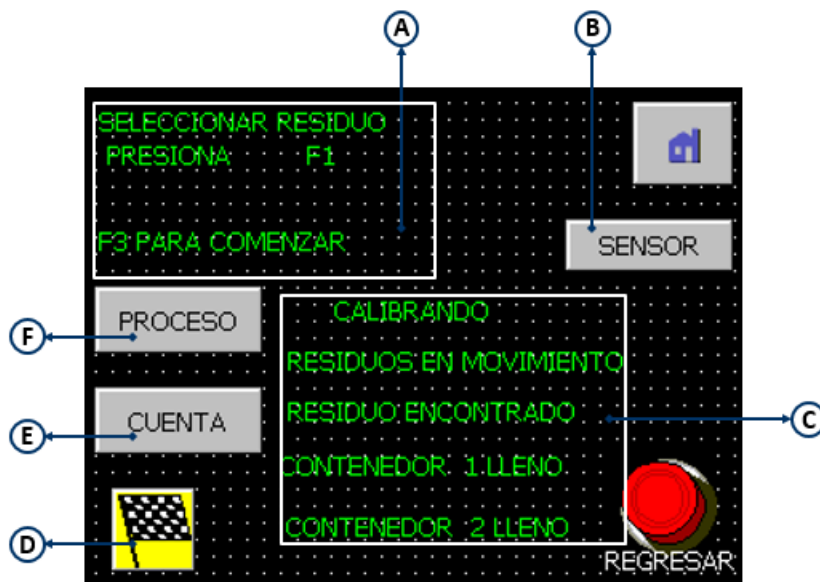 A
B
SELECCIONAR RESIDUO
PRESIONA F1
F3 PARA COMENZAR
SENSOR
PROCESO
F
CALIBRANDO
RESIDUOS EN MOVIMIENTO
RESIDUO ENCONTRADO
C
CUENTA
E
CONTENEDOR 1 LLENO
CONTENEDOR 2 LLENO
D
REGRESAR